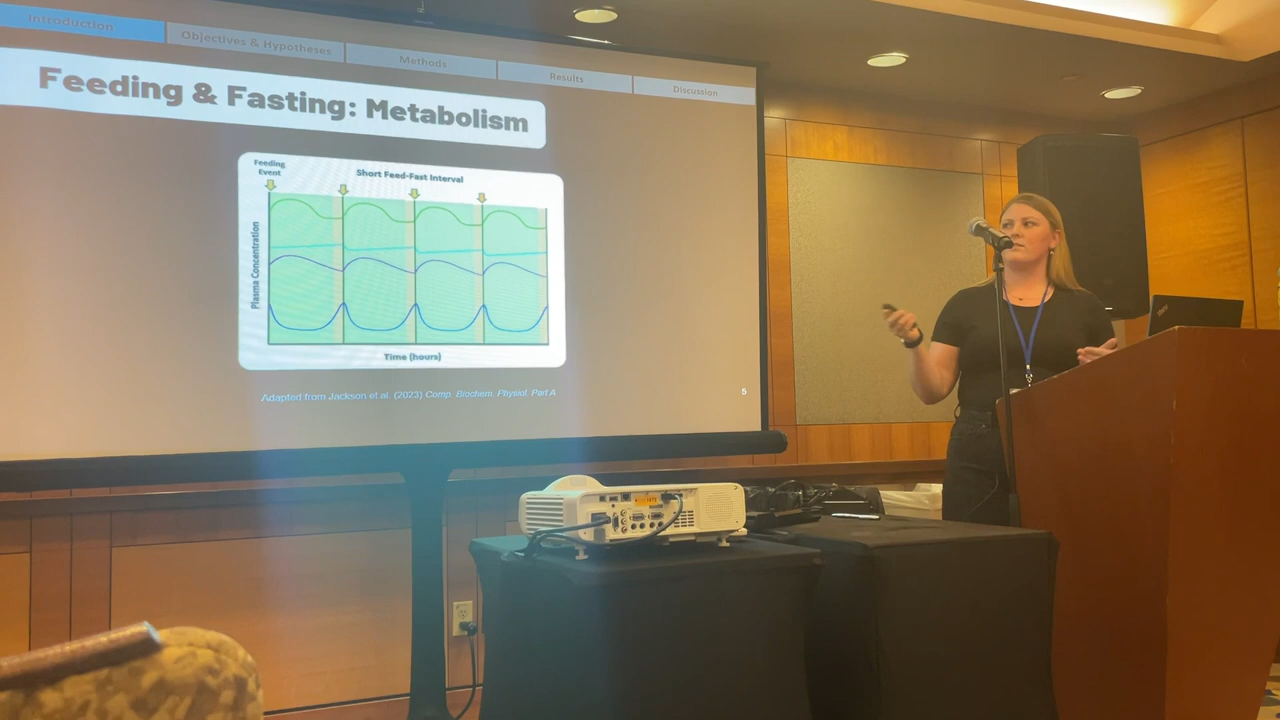 Introduction
Objectives & Hypotheses
Methods
Results
Discussion
Feeding & Fasting: Metabolism
Feeding
Event
Short Feed-Fast Interval
Plasma Concentration
Time (hours)
Adapted from Jackson et al. (2023) Comp. Biochem. Physiol. Part A
5